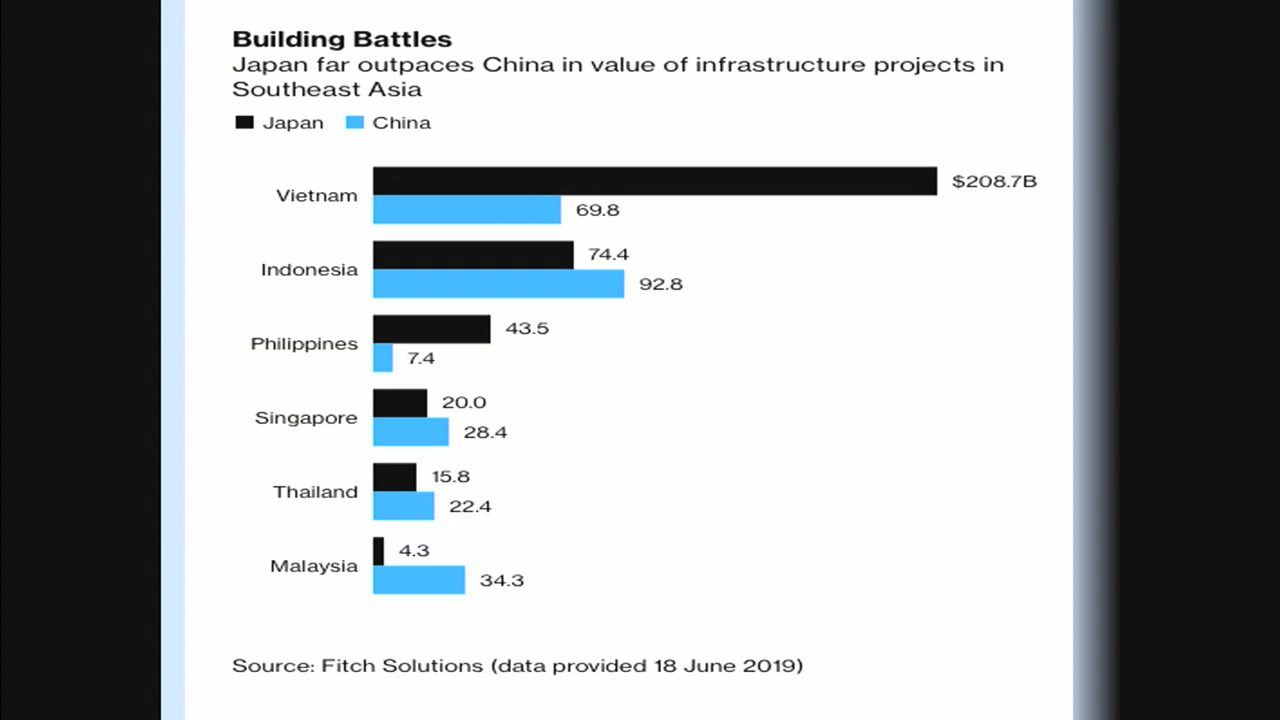 Building Battles
Japan far outpaces China in value of infrastructure projects in
Southeast Asia
Japan China
Vietnam
$208.7B
69.8
Indonesia
74.4
92.8
Philippines
43.5
7.4
Singapore
20.0
28.4
Thailand
15.8
22.4
Malaysia
4.3
34.3
Source: Fitch Solutions (data provided 18 June 2019)